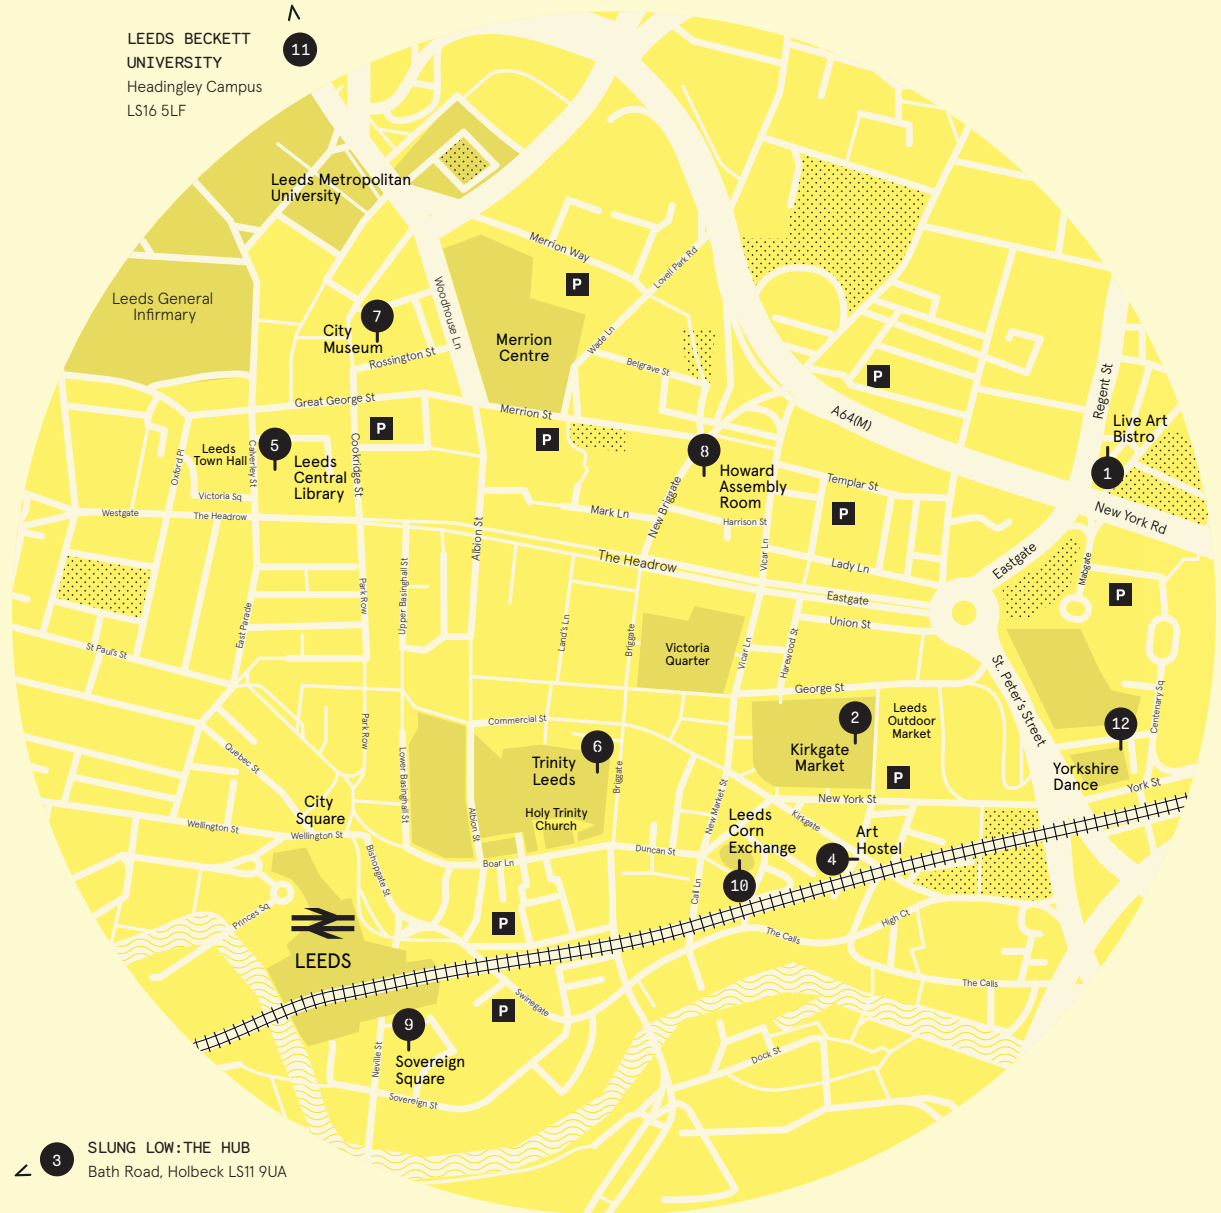 LEEDS BECKETT
UNIVERSITY
Headingley Campus
LS16 5LF
11
Leeds Metropolitan
University
Leeds General
Infirmary
7
City
Museum
Rossington St
Woodhouse Ln
Merrion Way
Lovell Park Rd
P
Merrion
Centre
Wade Ln
Belgrave St
P
Regent St
Great George St
Merrion St
A64(M)
Live Art
Bistro
P
P
5
8
1
Leeds
Town Hall
Oxford Pl
Calverley St
Leeds
Central
Library
Cookridge St
Howard
Assembly
Room
Templar St
Victoria Sq
Westgate
The Headrow
Mark Ln
New Briggate
Harrison St
P
New York Rd
Albion St
The Headrow
Vicar Ln
Lady Ln
Eastgate
Mabgate
P
Park Row
Upper Basinghall St
Eastgate
Union St
East Parade
Land's Ln
Briggate
Victoria
Quarter
Vicar Ln
Harewood St
St Paul's St
George St
St. Peter's Street
Centenary Sq
Park Row
Commercial St
2
Leeds
Outdoor
Market
12
Quebec St
Lower Basinghall St
6
Trinity
Leeds
Briggate
Kirkgate
Market
P
Yorkshire
Dance
York St
City
Square
Albion St
Holy Trinity
Church
New Market St
New York St
Leeds
Corn
Exchange
Kirkgate
Art
Hostel
Wellington St
Wellington St
Bishopgate St
Boar Ln
Duncan St
4
10
Call Ln
Princes Sq
P
The Calls
High Ct
LEEDS
The Calls
Swinegate
P
9
Sovereign
Square
Neville St
Dock St
Sovereign St
3
SLUNG LOW:THE HUB
Bath Road, Holbeck LS11 9UA